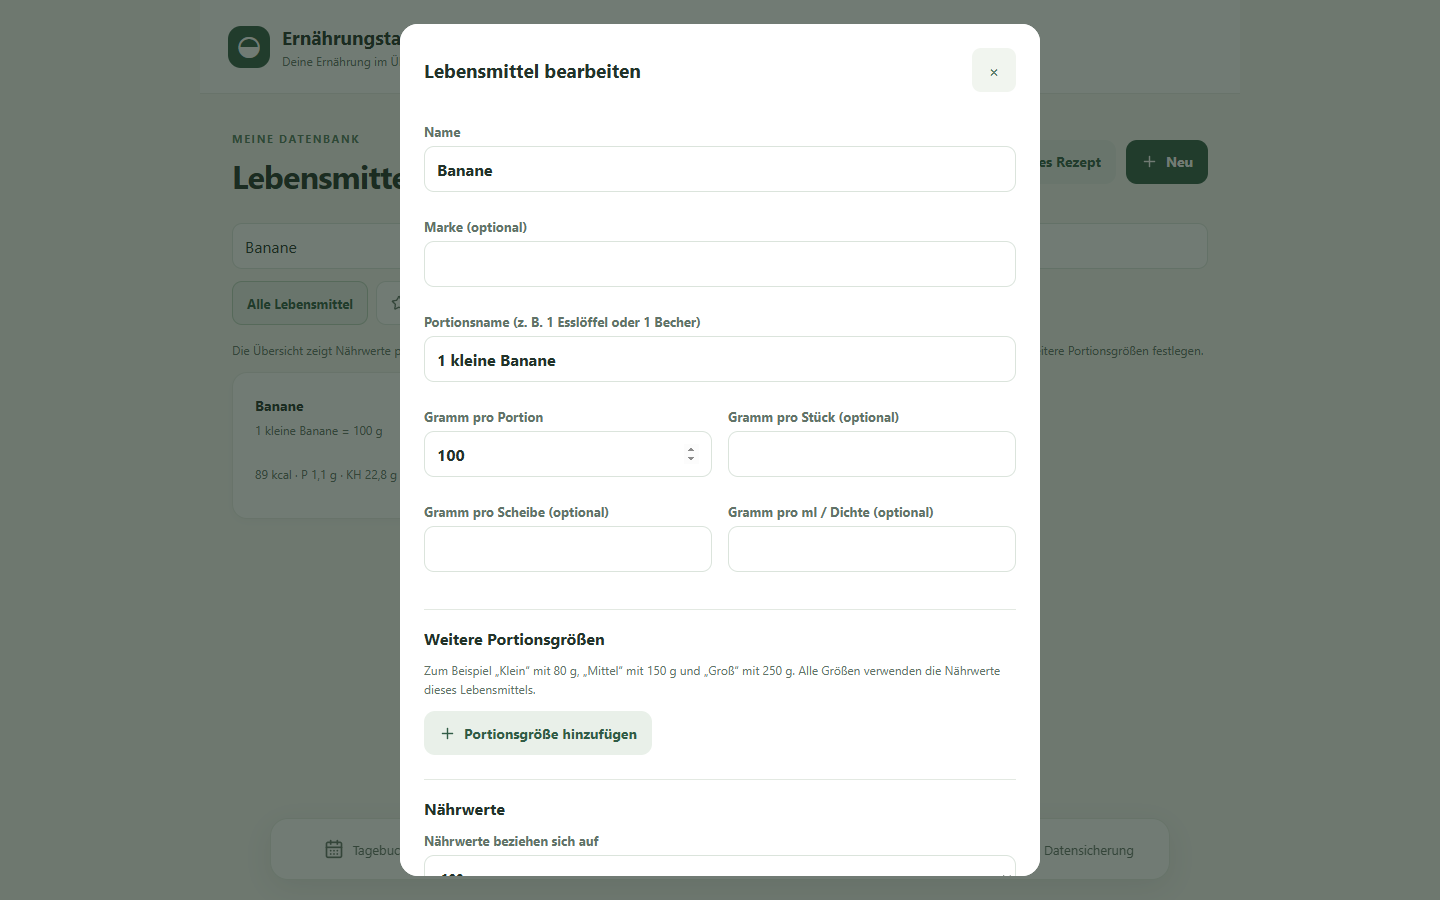 Ernährungsta
Deine Ernährung im Ü
MEINE DATENBANK
Lebensmitte
es Rezept
Neu
Banane
Alle Lebensmittel
Die Übersicht zeigt Nährwerte p
eitere Portionsgrößen festlegen.
Banane
1 kleine Banane = 100 g
89 kcal · P 1,1 g · KH 22,8 g
Tagebuc
Datensicherung
Lebensmittel bearbeiten
×
Name
Banane
Marke (optional)
Portionsname (z. B. 1 Esslöffel oder 1 Becher)
1 kleine Banane
Gramm pro Portion
Gramm pro Stück (optional)
100
Gramm pro Scheibe (optional)
Gramm pro ml / Dichte (optional)
Weitere Portionsgrößen
Zum Beispiel „Klein“ mit 80 g, „Mittel“ mit 150 g und „Groß“ mit 250 g. Alle Größen verwenden die Nährwerte
dieses Lebensmittels.
Portionsgröße hinzufügen
Nährwerte
Nährwerte beziehen sich auf